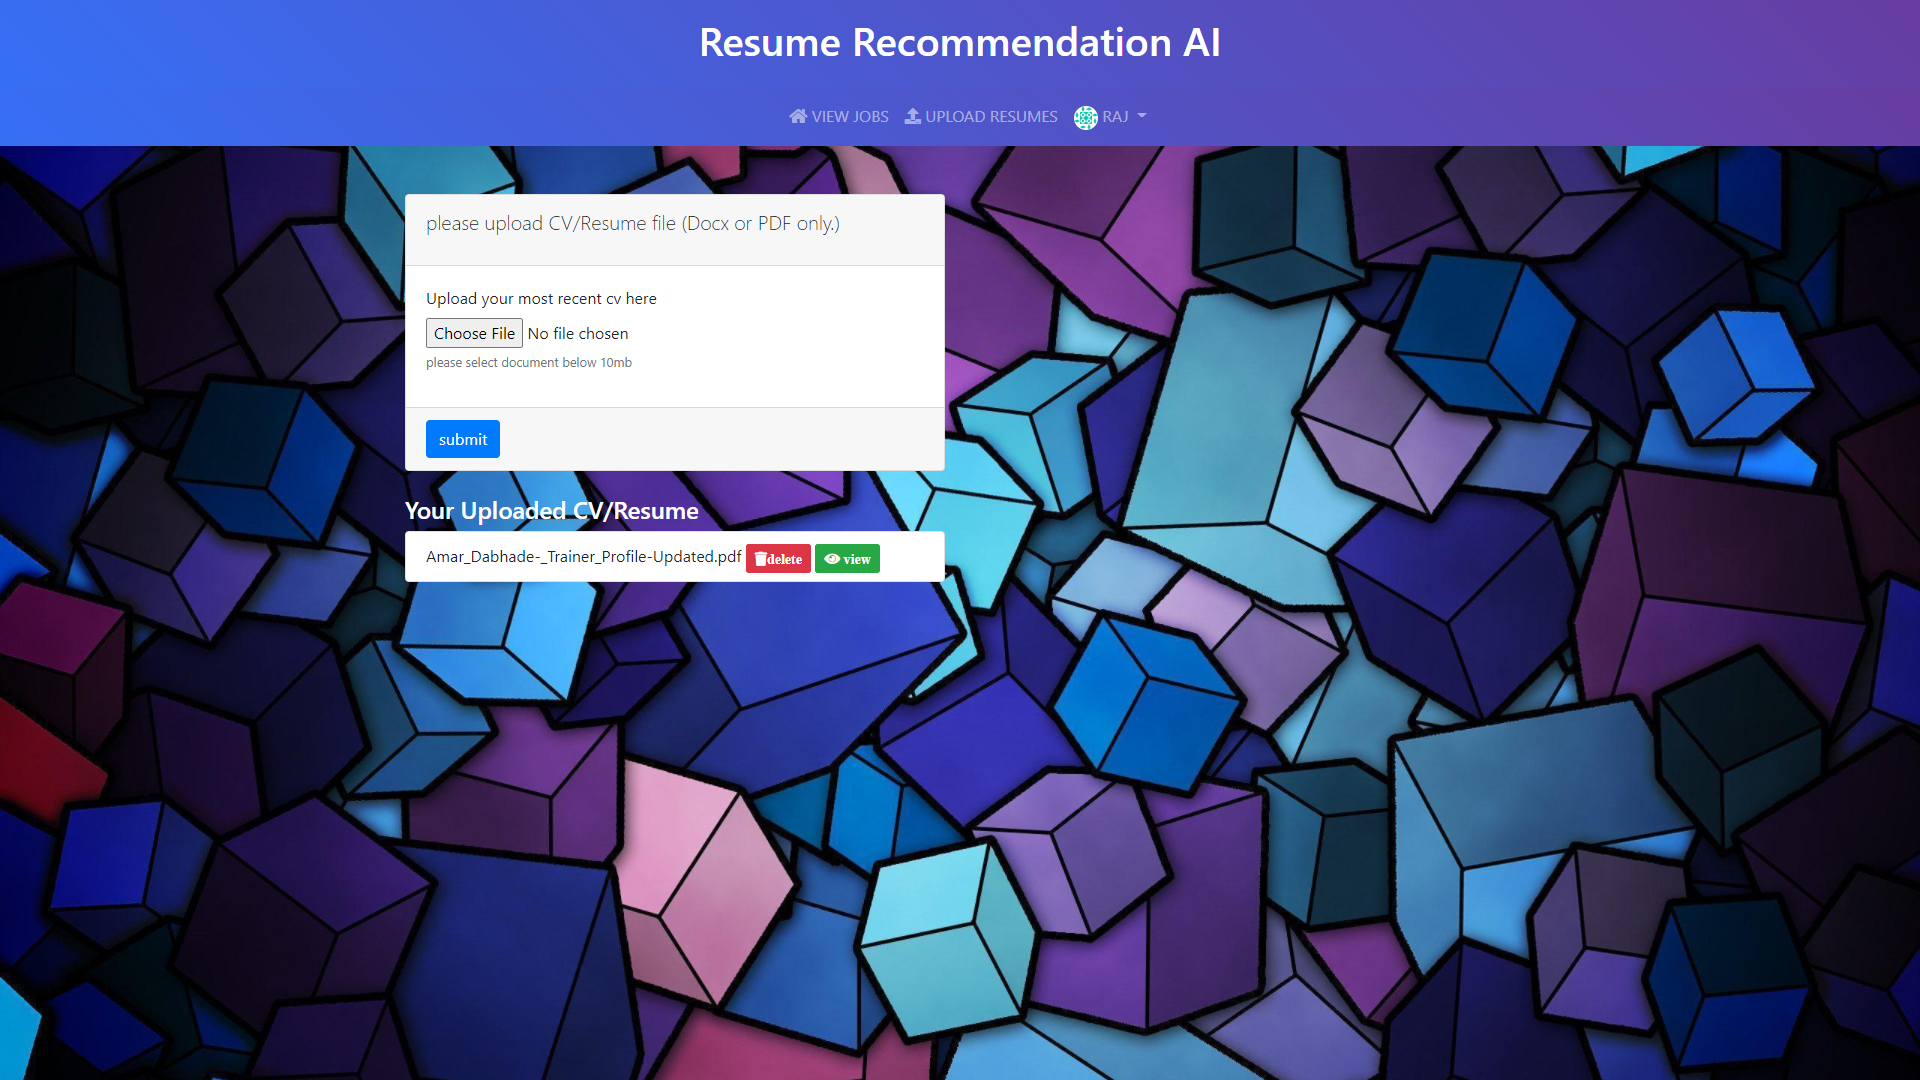 Resume Recommendation AI
VIEW JOBS UPLOAD RESUMES RAJ
please upload CV/Resume file (Docx or PDF only.)
Upload your most recent cv here
Choose File No file chosen
please select document below 10mb
submit
Your Uploaded CV/Resume
Amar_Dabhade-_Trainer_Profile-Updated.pdf delete view